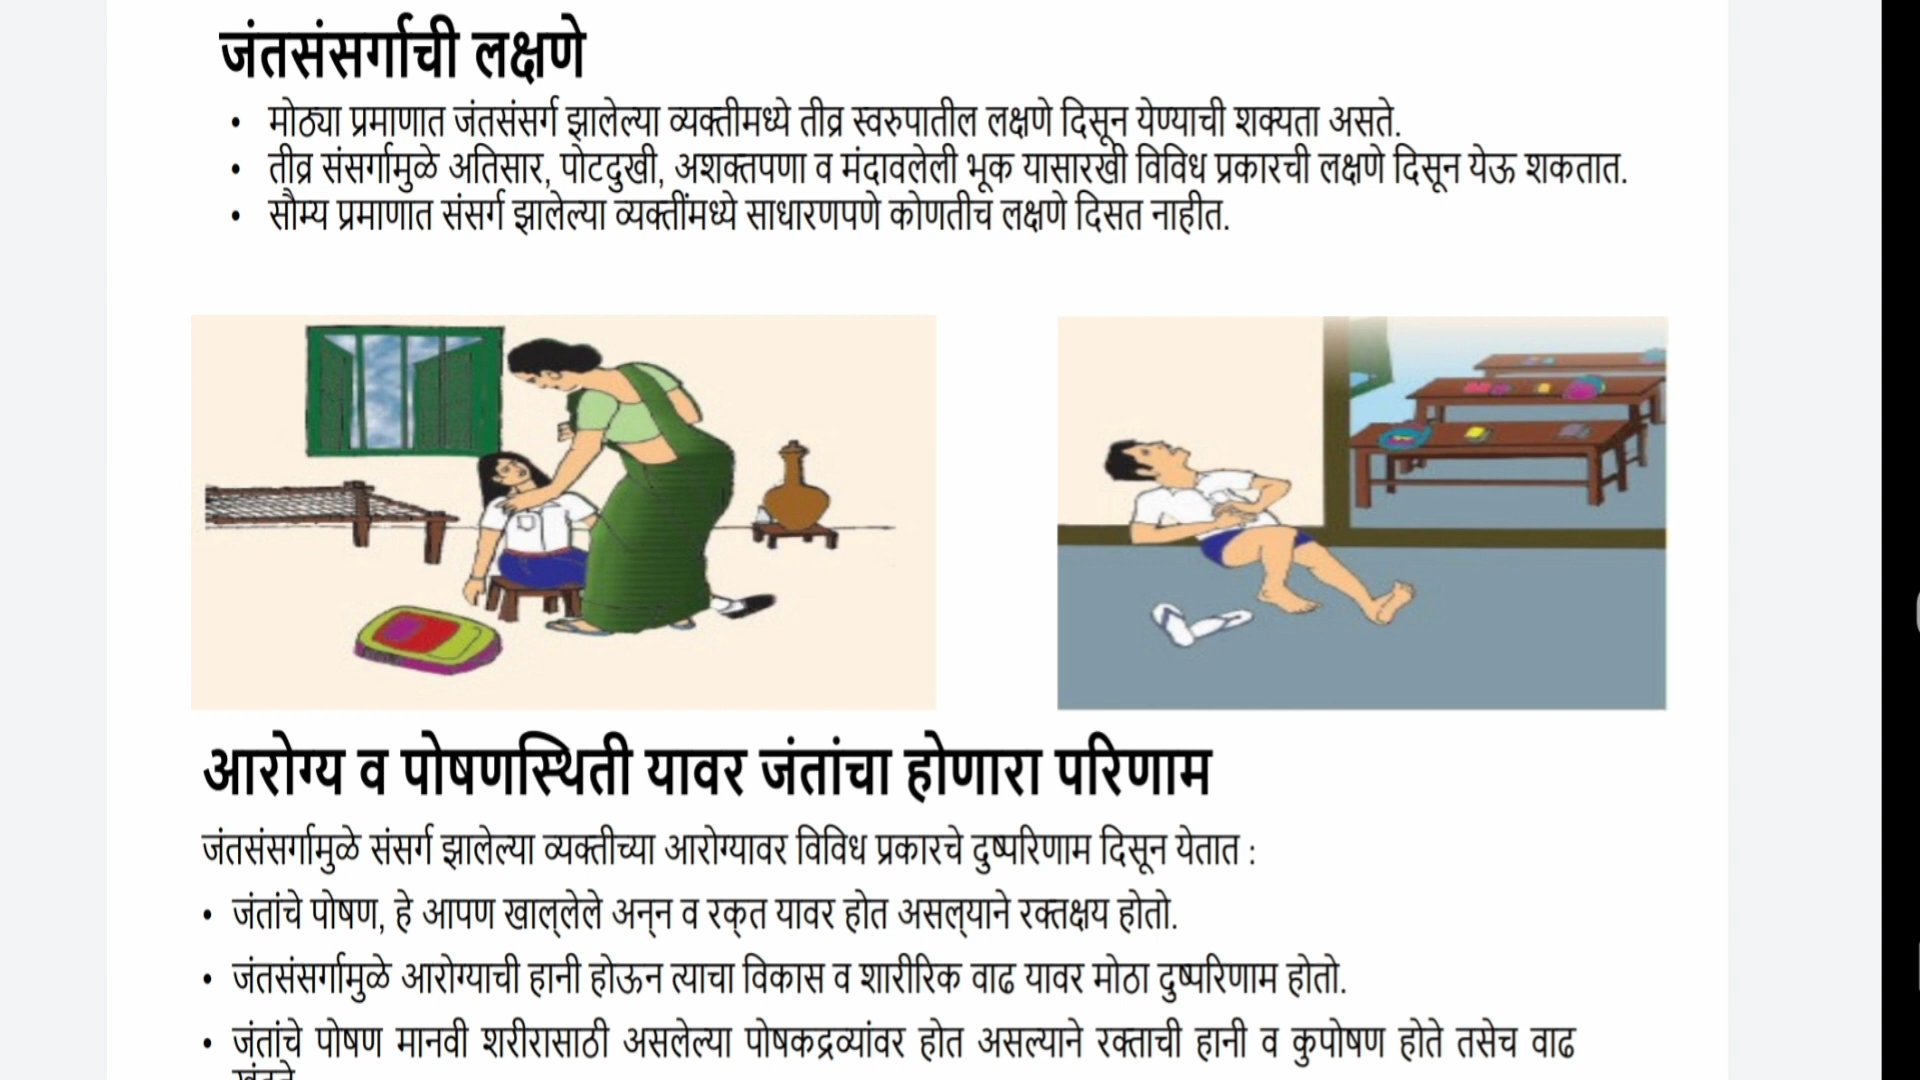 जंतसंसर्गाची लक्षणे
• मोठ्या प्रमाणात जंतसंसर्ग झालेल्या व्यक्तीमध्ये तीव्र स्वरुपातील लक्षणे दिसून येण्याची शक्यता असते.
• तीव्र संसर्गामुळे अतिसार, पोटदुखी, अशक्तपणा व मंदावलेली भूक यासारखी विविध प्रकारची लक्षणे दिसून येऊ शकतात.
• सौम्य प्रमाणात संसर्ग झालेल्या व्यक्तींमध्ये साधारणपणे कोणतीच लक्षणे दिसत नाहीत.
आरोग्य व पोषणस्थिती यावर जंतांचा होणारा परिणाम
जंतसंसर्गामुळे संसर्ग झालेल्या व्यक्तीच्या आरोग्यावर विविध प्रकारचे दुष्परिणाम दिसून येतात :
• जंतांचे पोषण, हे आपण खाल्‌लेले अन्‌न व रक्‌त यावर होत असल्‌याने रक्तक्षय होतो.
• जंतसंसर्गामुळे आरोग्याची हानी होऊन त्याचा विकास व शारीरिक वाढ यावर मोठा दुष्परिणाम होतो.
• जंतांचे पोषण मानवी शरीरासाठी असलेल्या पोषकद्रव्यांवर होत असल्याने रक्ताची हानी व कुपोषण होते तसेच वाढ